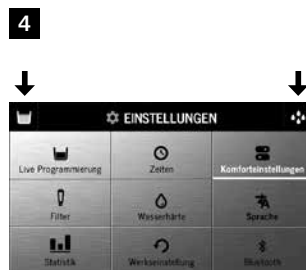 4
EINSTELLUNGEN
Live Programmierung
Zeiten
Komforteinstellungen
Filter
Wasserhärte
Sprache
Statistik
Werkseinstellung
Bluetooth